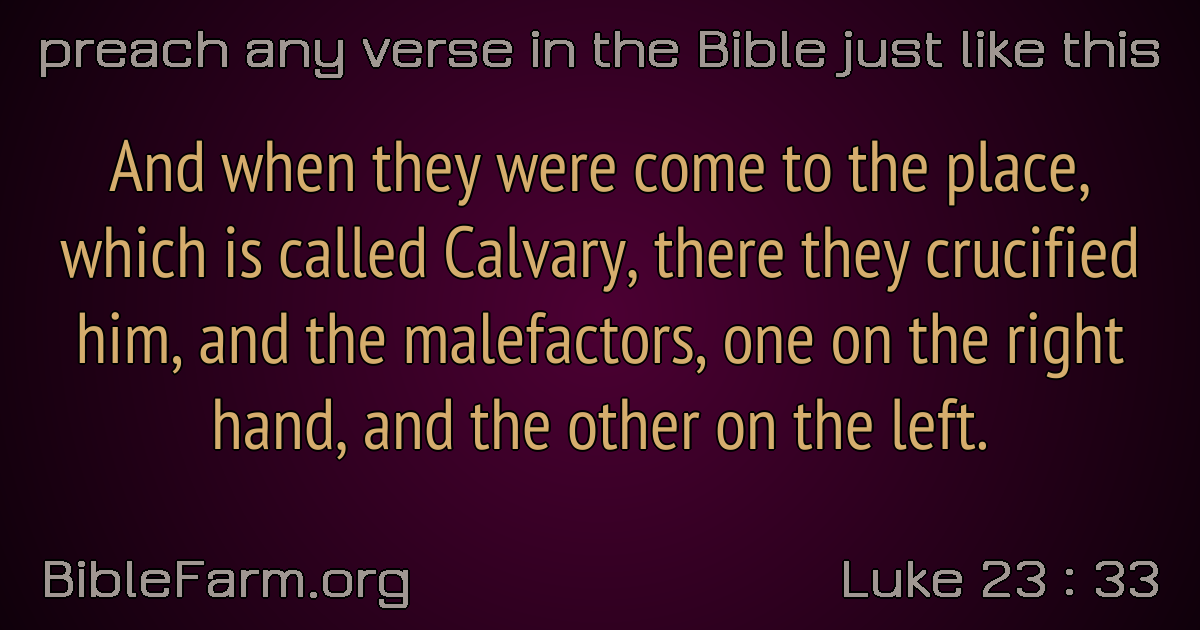 preach any verse in the Bible just like this
And when they were come to the place,
which is called Calvary, there they crucified
him, and the malefactors, one on the right
hand, and the other on the left.
BibleFarm.org
Luke 23 : 33